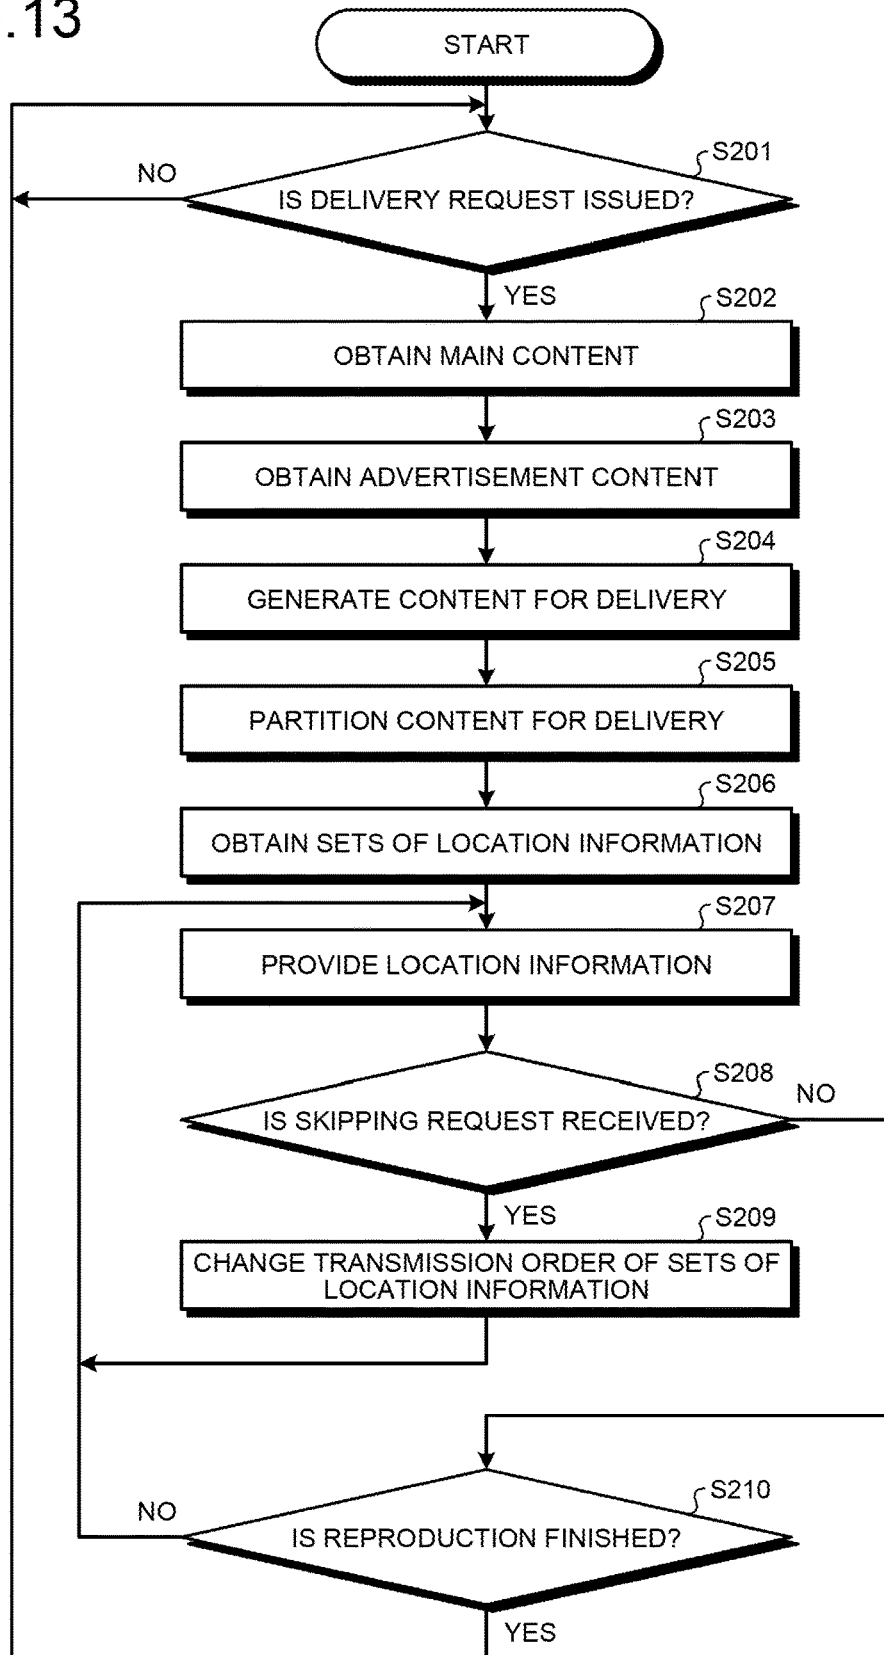 .13
START
S201
NO
IS DELIVERY REQUEST ISSUED?
YES
S202
OBTAIN MAIN CONTENT
S203
OBTAIN ADVERTISEMENT CONTENT
S204
GENERATE CONTENT FOR DELIVERY
S205
PARTITION CONTENT FOR DELIVERY
S206
OBTAIN SETS OF LOCATION INFORMATION
S207
PROVIDE LOCATION INFORMATION
S208
NO
IS SKIPPING REQUEST RECEIVED?
YES
S209
CHANGE TRANSMISSION ORDER OF SETS OF
LOCATION INFORMATION
S210
NO
IS REPRODUCTION FINISHED?
YES